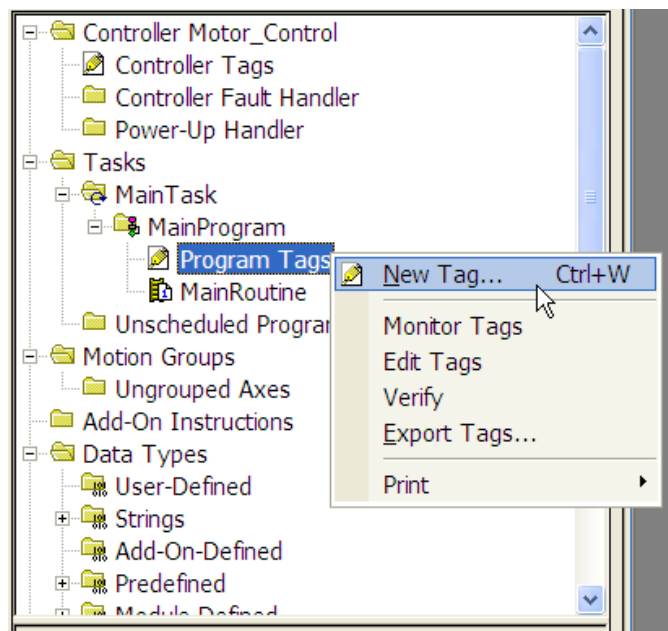 Controller Motor_Control
Controller Tags
Controller Fault Handler
Power-Up Handler
Tasks
MainTask
MainProgram
Program Tags
MainRoutine
Unscheduled Program
Motion Groups
Ungrouped Axes
Add-On Instructions
Data Types
User-Defined
Strings
Add-On-Defined
Predefined
Module-Defined
New Tag... Ctrl+W
Monitor Tags
Edit Tags
Verify
Export Tags...
Print